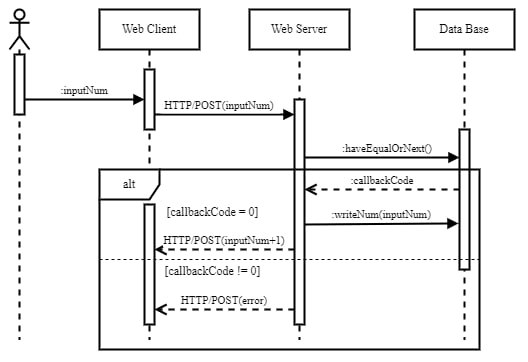 Web Client
Web Server
Data Base
:inputNum
HTTP/POST(inputNum)
:haveEqualOrNext()
alt
:callbackCode
[callbackCode = 0]
:writeNum(inputNum)
HTTP/POST(inputNum+1)
[callbackCode != 0]
HTTP/POST(error)